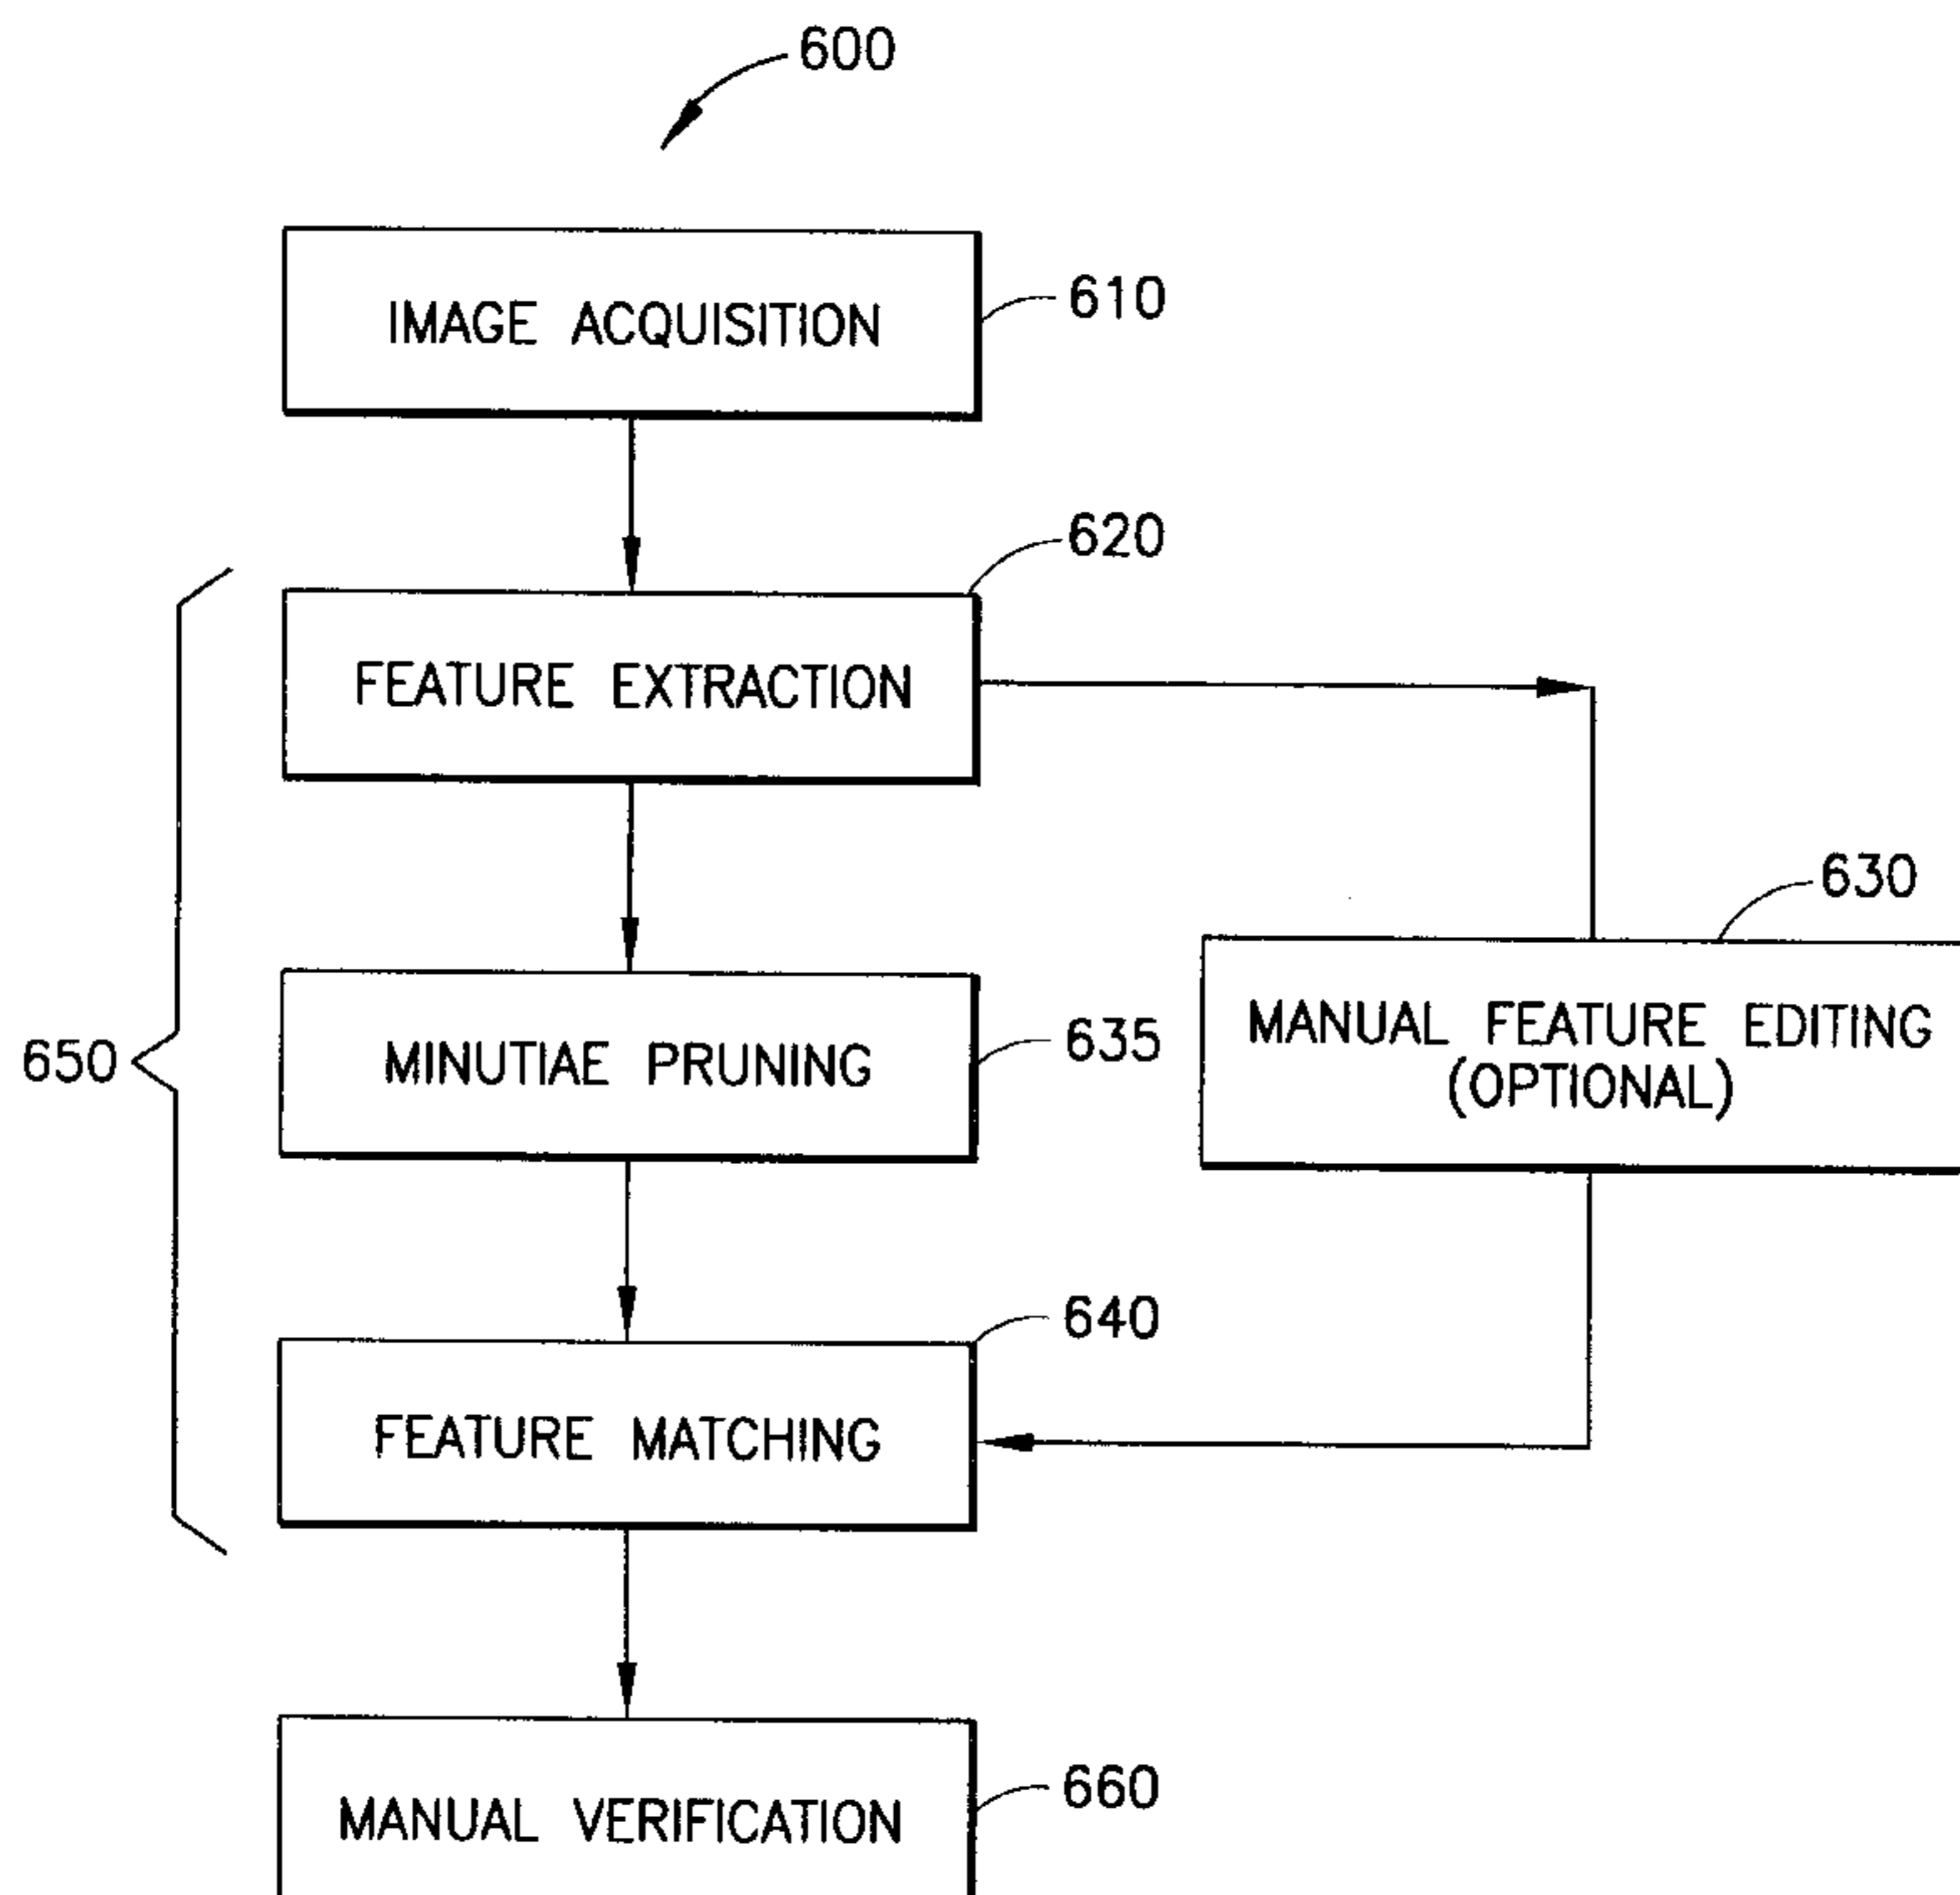 600
IMAGE ACQUISITION
610
620
FEATURE EXTRACTION
630
MANUAL FEATURE EDITING
(OPTIONAL)
650
MINUTIAE PRUNING
635
640
FEATURE MATCHING
MANUAL VERIFICATION
660